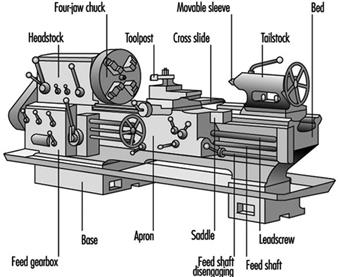 Four-jaw chuck
Movable sleeve
Bed
Headstock
Toolpost
Cross slide
Tailstock
Feed gearbox
Base
Apron
Saddle
Feed shaft
disengaging
Feed shaft
Leadscrew